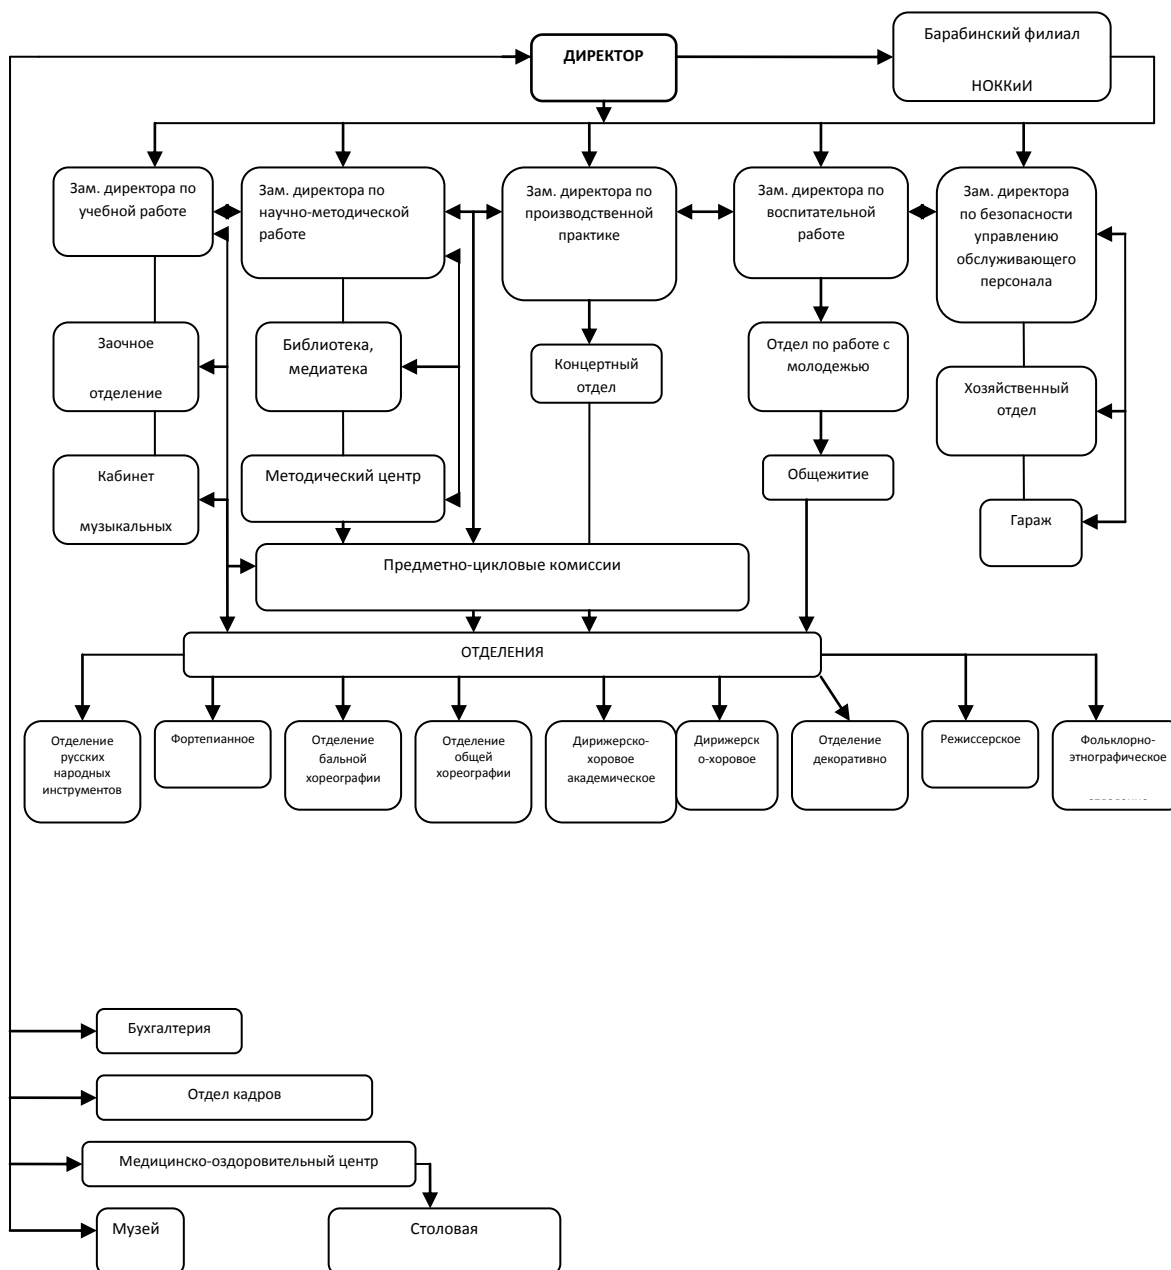 ДИРЕКТОР
Барабинский филиал
НОККиИ
Зам. директора по
учебной работе
Зам. директора по
научно-методической
работе
Зам. директора по
производственной
практике
Зам. директора по
воспитательной
работе
Зам. директора
по безопасности
управлению
обслуживающего
персонала
Заочное
отделение
Библиотека,
медиатека
Концертный
отдел
Отдел по работе с
молодежью
Хозяйственный
отдел
Кабинет
музыкальных
Методический центр
Общежитие
Гараж
Предметно-цикловые комиссии
ОТДЕЛЕНИЯ
Отделение
русских
народных
инструментов
Фортепианное
Отделение
бальной
хореографии
Отделение
общей
хореографии
Дирижерско-
хоровое
академическое
Дирижерск
о-хоровое
Отделение
декоративно
Режиссерское
Фольклорно-
этнографическое
Бухгалтерия
Отдел кадров
Медицинско-оздоровительный центр
Музей
Столовая